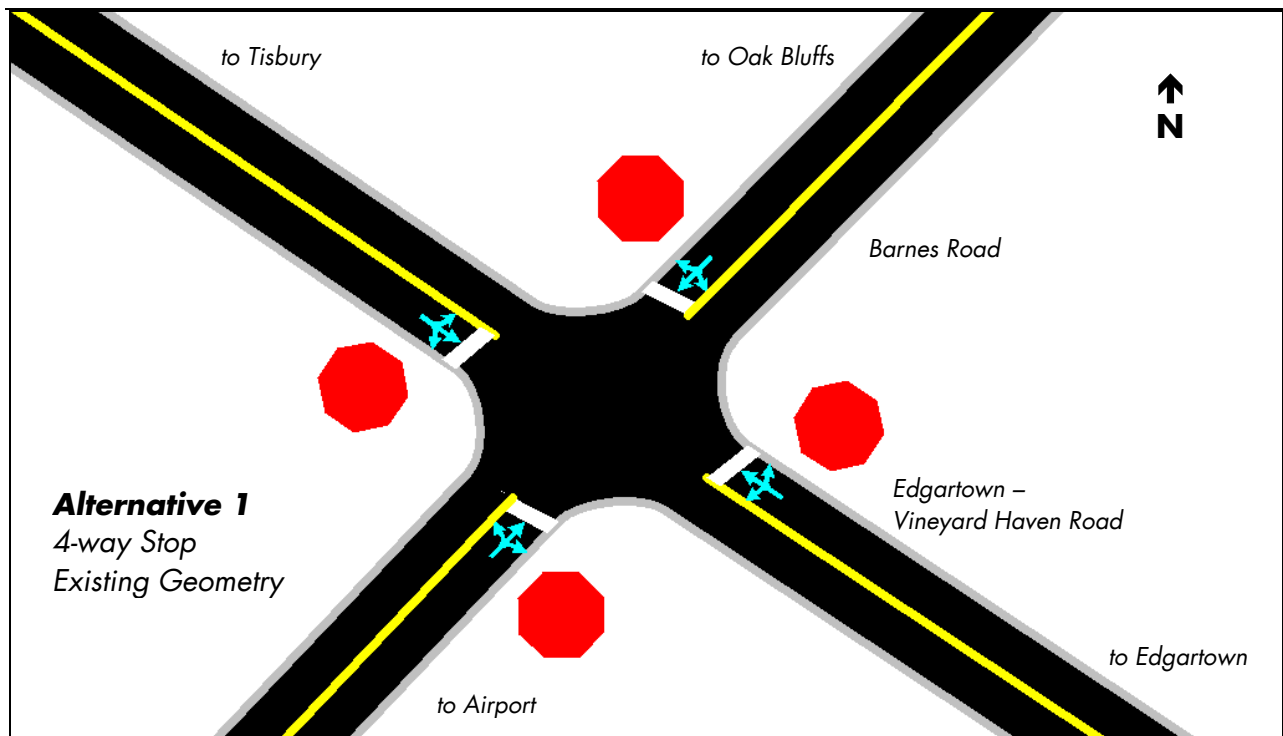 to Tisbury
to Oak Bluffs
N
Barnes Road
Edgartown –
Vineyard Haven Road
Alternative 1
4-way Stop
Existing Geometry
to Edgartown
to Airport